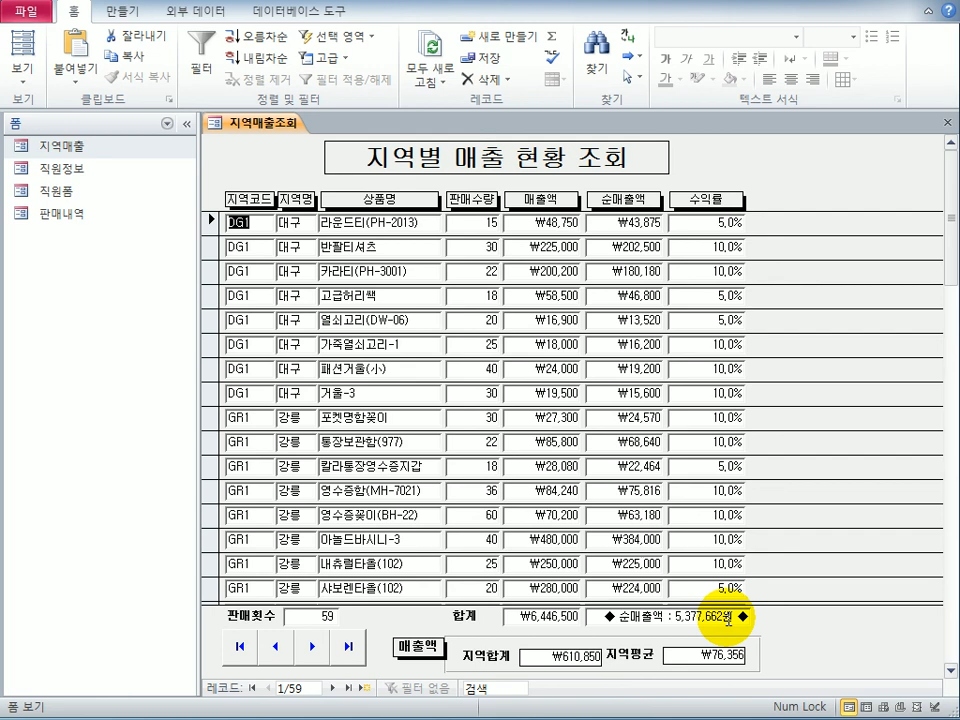 파일 홈 만들기 외부 데이터 데이터베이스 도구
보기 붙여넣기 잘라내기 복사 서식 복사
필터 오름차순 내림차순 정렬 제거 선택 영역 고급 필터 적용/해제
모두 새로 고침 새로 만들기 저장 삭제
찾기
가 가 가
가
보기 클립보드 정렬 및 필터 레코드 찾기 텍스트 서식
폼
지역매출
직원정보
직원폼
판매내역
지역매출조회
지역별 매출 현황 조회
지역코드 지역명 상품명 판매수량 매출액 순매출액 수익률
DG1 대구 라운드티(PH-2013) 15 ₩48,750 ₩43,875 5.0%
DG1 대구 반팔티셔츠 30 ₩225,000 ₩202,500 10.0%
DG1 대구 카라티(PH-3001) 22 ₩200,200 ₩180,180 10.0%
DG1 대구 고급허리쌕 18 ₩58,500 ₩46,800 5.0%
DG1 대구 열쇠고리(DW-06) 20 ₩16,900 ₩13,520 5.0%
DG1 대구 가죽열쇠고리-1 25 ₩18,000 ₩16,200 10.0%
DG1 대구 패션거울(小) 40 ₩24,000 ₩19,200 10.0%
DG1 대구 거울-3 30 ₩19,500 ₩15,600 10.0%
GR1 강릉 포켓명함꽂이 30 ₩27,300 ₩24,570 10.0%
GR1 강릉 통장보관함(977) 22 ₩85,800 ₩68,640 10.0%
GR1 강릉 칼라통장영수증지갑 18 ₩28,080 ₩22,464 5.0%
GR1 강릉 영수증함(MH-7021) 36 ₩84,240 ₩75,816 10.0%
GR1 강릉 영수증꽂이(BH-22) 60 ₩70,200 ₩63,180 10.0%
GR1 강릉 아놀드바시니-3 40 ₩480,000 ₩384,000 10.0%
GR1 강릉 내츄럴타올(102) 25 ₩250,000 ₩225,000 10.0%
GR1 강릉 샤보렌타올(102) 20 ₩280,000 ₩224,000 5.0%
판매횟수 59 합계 ₩6,446,500 ◆ 순매출액 : 5,377,662원 ◆
매출액 지역합계 ₩610,850 지역평균 ₩76,356
레코드: 1/59 필터 없음 검색
폼 보기 Num Lock